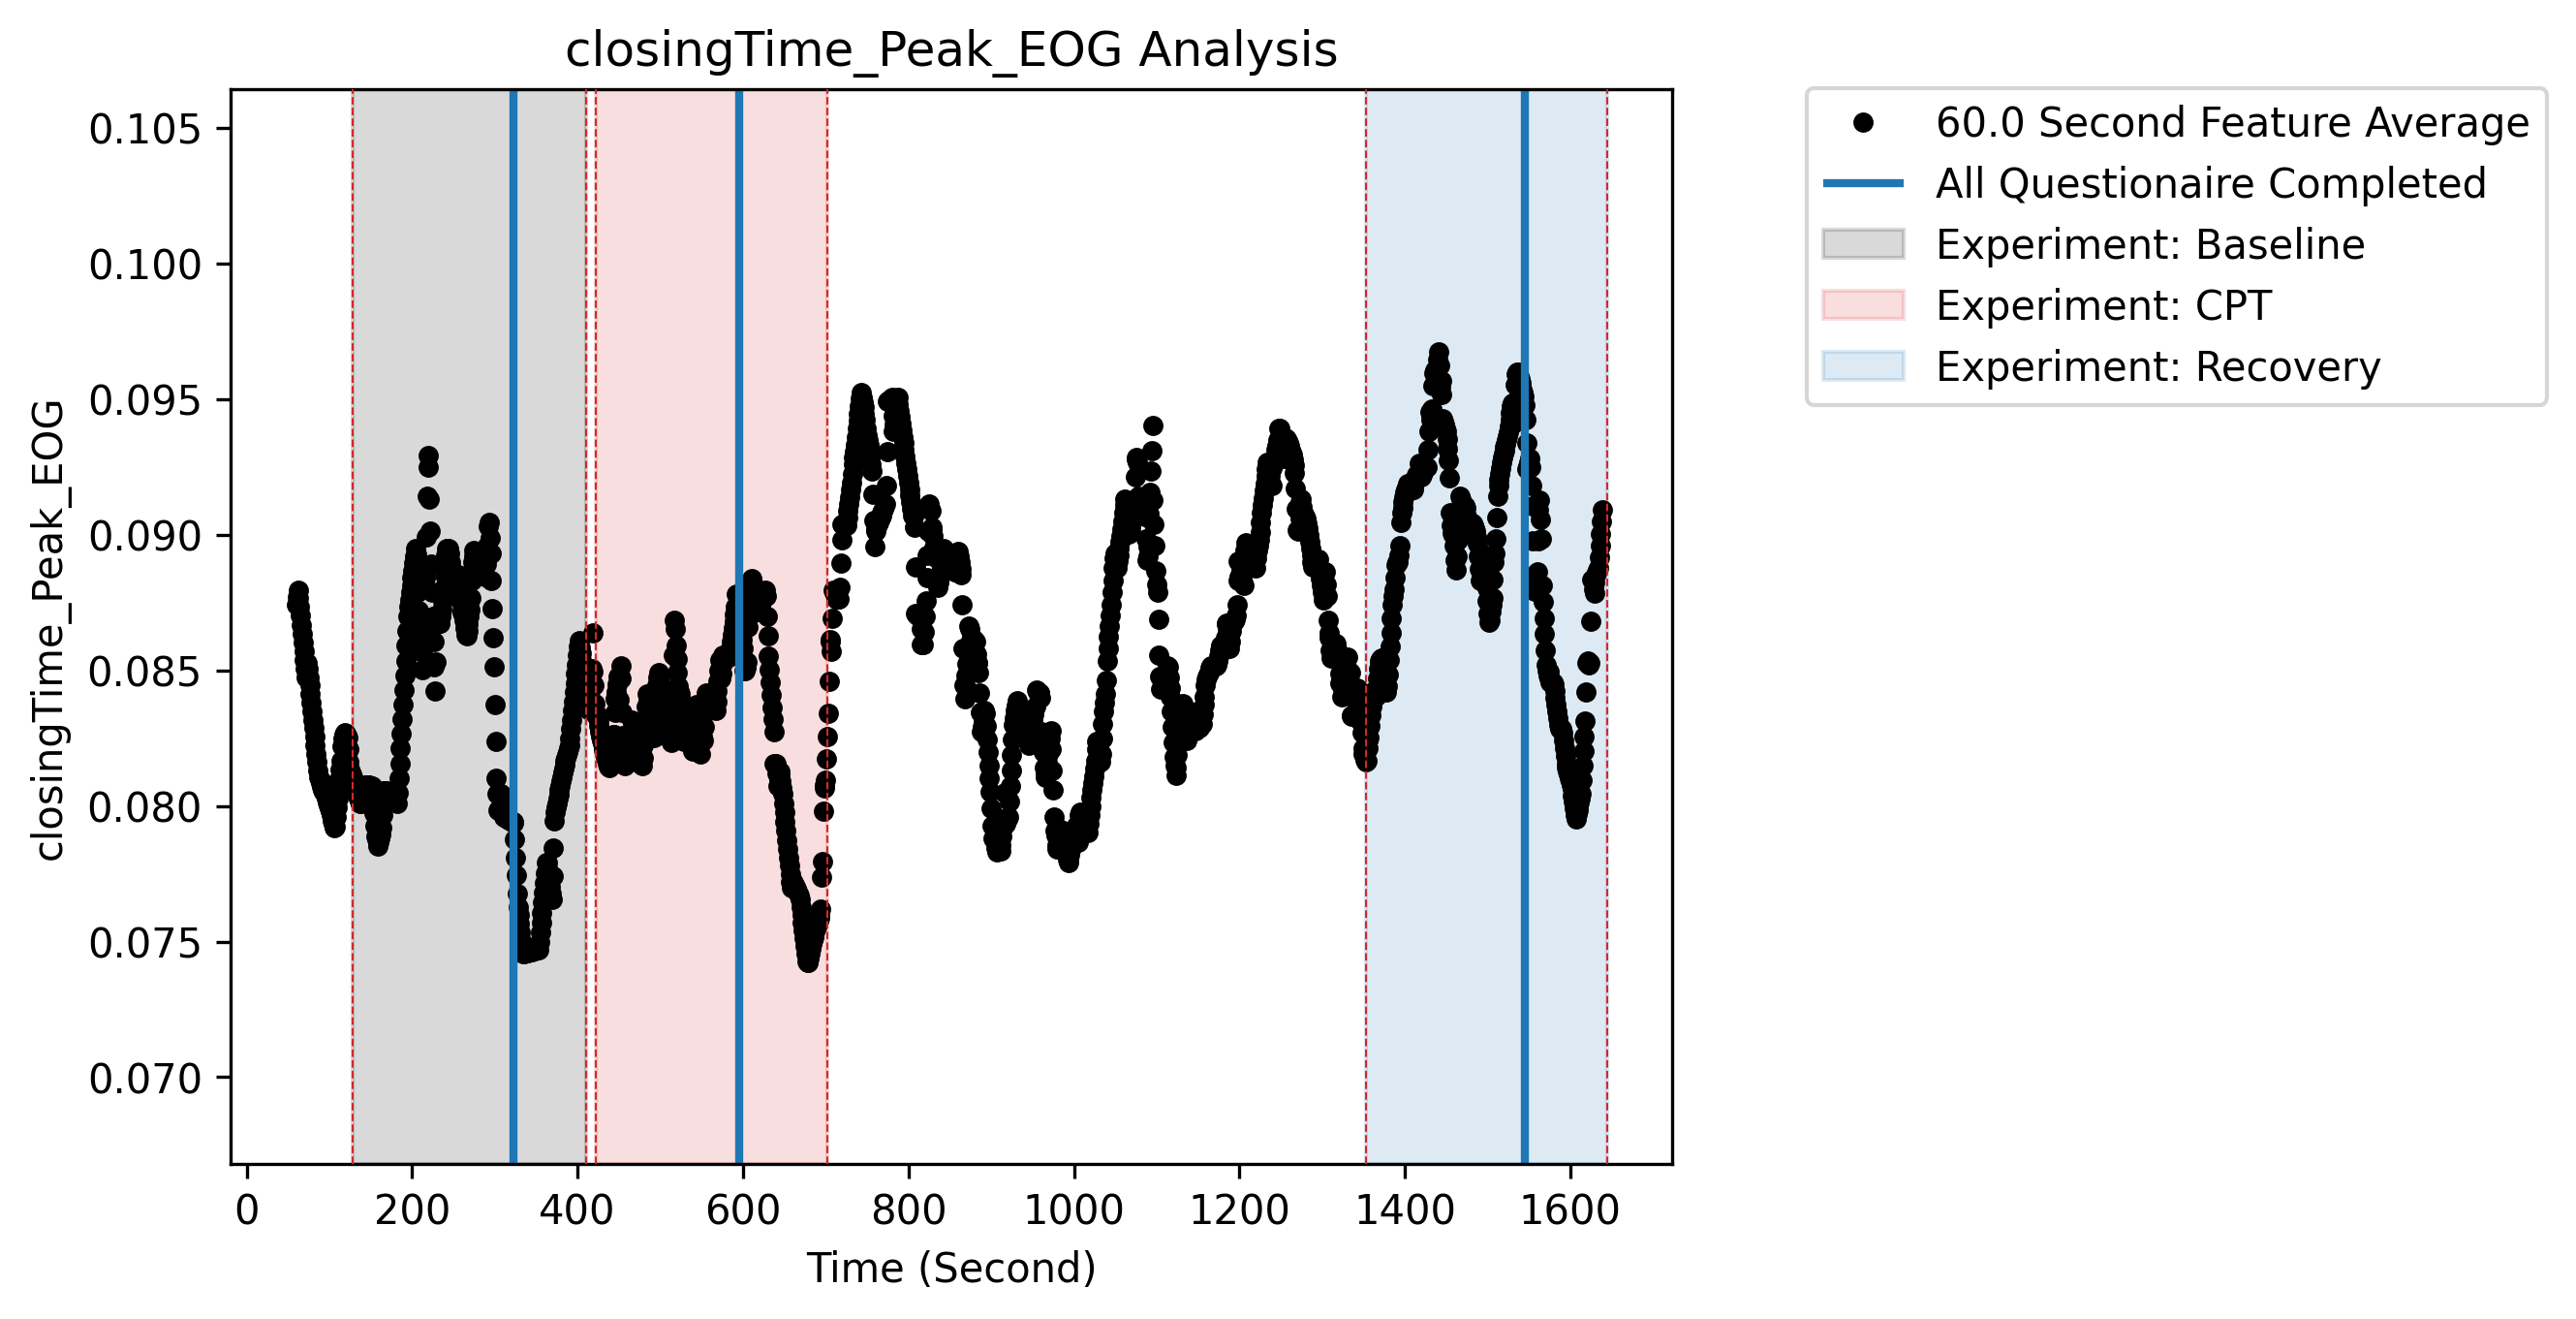 closingTime_Peak_EOG Analysis
60.0 Second Feature Average
All Questionaire Completed
Experiment: Baseline
Experiment: CPT
Experiment: Recovery
closingTime_Peak_EOG
0.105
0.100
0.095
0.090
0.085
0.080
0.075
0.070
0 200 400 600 800 1000 1200 1400 1600
Time (Second)